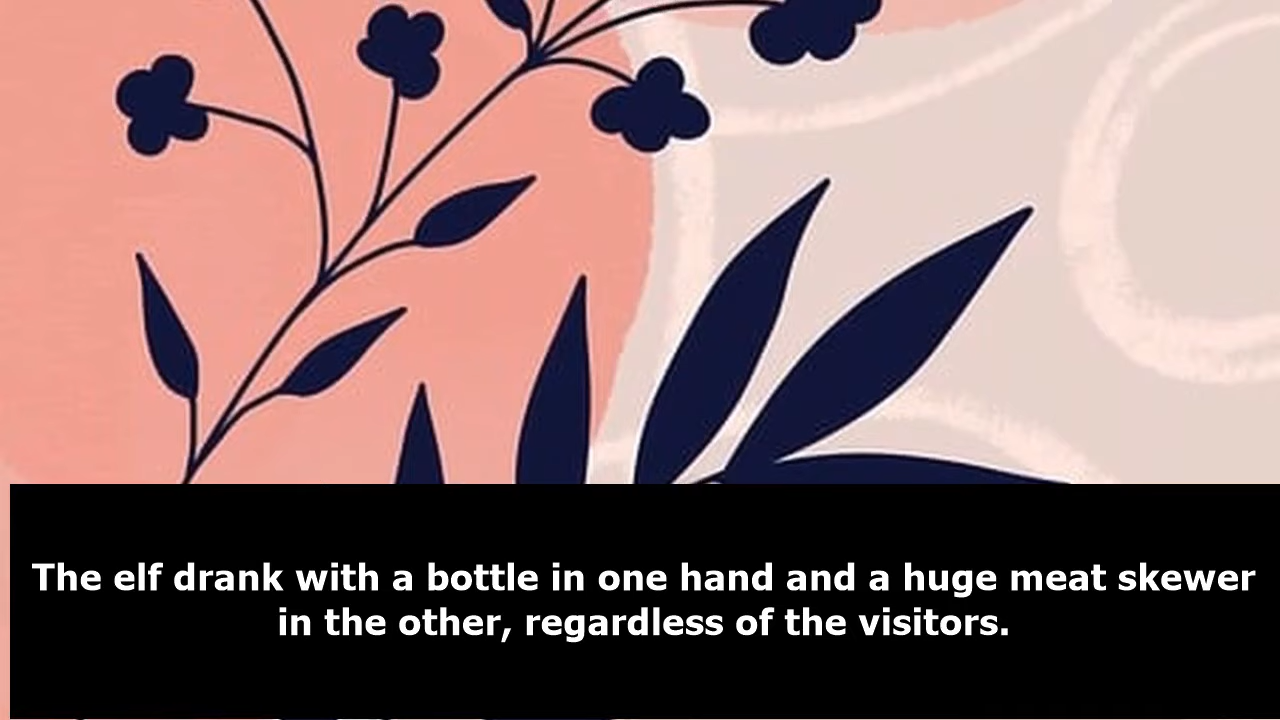 The elf drank with a bottle in one hand and a huge meat skewer
in the other, regardless of the visitors.